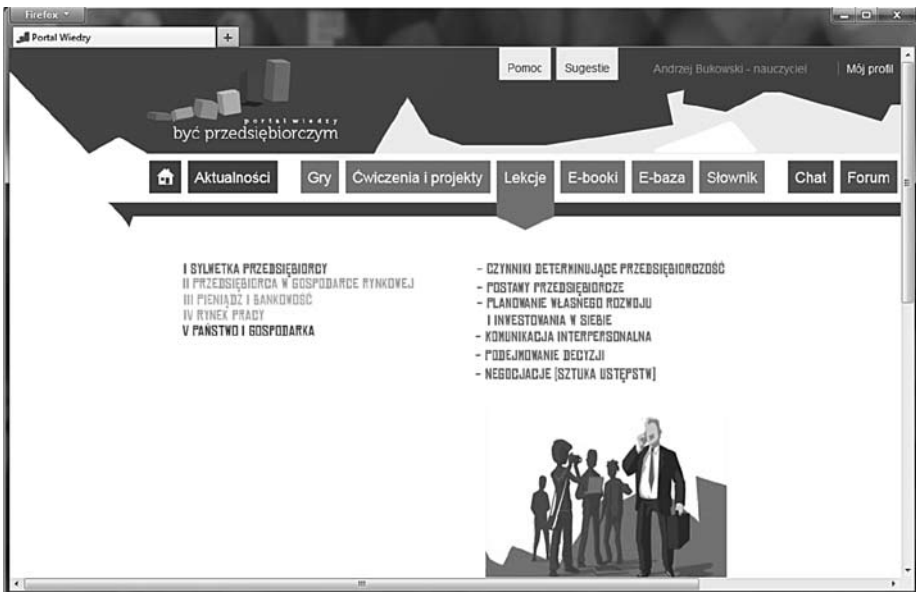 Firefox
Portal Wiedzy
+
Pomoc
Sugestie
Andrzej Bukowski - nauczyciel
Mój profil
portal wiedzy
być przedsiębiorczym
Aktualności
Gry
Ćwiczenia i projekty
Lekcje
E-booki
E-baza
Słownik
Chat
Forum
I SYLWETKA PRZEDSIĘBIORCY
II PRZEDSIĘBIORCA W GOSPODARCE RYNKOWEJ
III PIENIĄDZ I BANKOWOŚĆ
IV RYNEK PRACY
V PAŃSTWO I GOSPODARKA
- CZYNNIKI DETERMINUJĄCE PRZEDSIĘBIORCZOŚĆ
- POSTAWY PRZEDSIĘBIORCZE
- PLANOWANIE WŁASNEGO ROZWOJU
I INWESTOWANIA W SIEBIE
- KOMUNIKACJA INTERPERSONALNA
- PODEJMOWANIE DECYZJI
- NEGOCJACJE [SZTUKA USTĘPSTW]